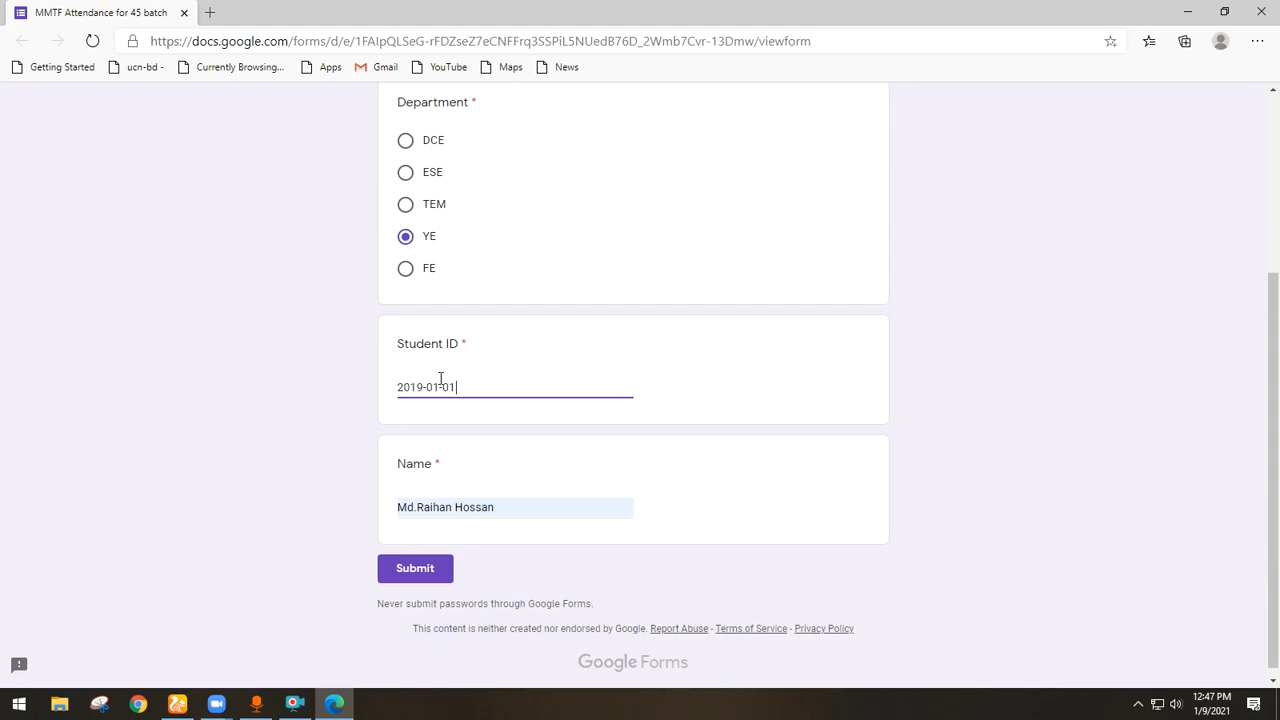 MMTF Attendance for 45 batch
https://docs.google.com/forms/d/e/1FAIpQLSeG-rFDZseZ7eCNFFrq3SSPiL5NUedB76D_2Wmb7Cvr-13Dmw/viewform
Getting Started ucn-bd - Currently Browsing... Apps Gmail YouTube Maps News
Department *
DCE
ESE
TEM
YE
FE
Student ID *
2019-01-01
Name *
Md.Raihan Hossan
Submit
Never submit passwords through Google Forms.
This content is neither created nor endorsed by Google. Report Abuse - Terms of Service - Privacy Policy
Google Forms
12:47 PM
1/9/2021